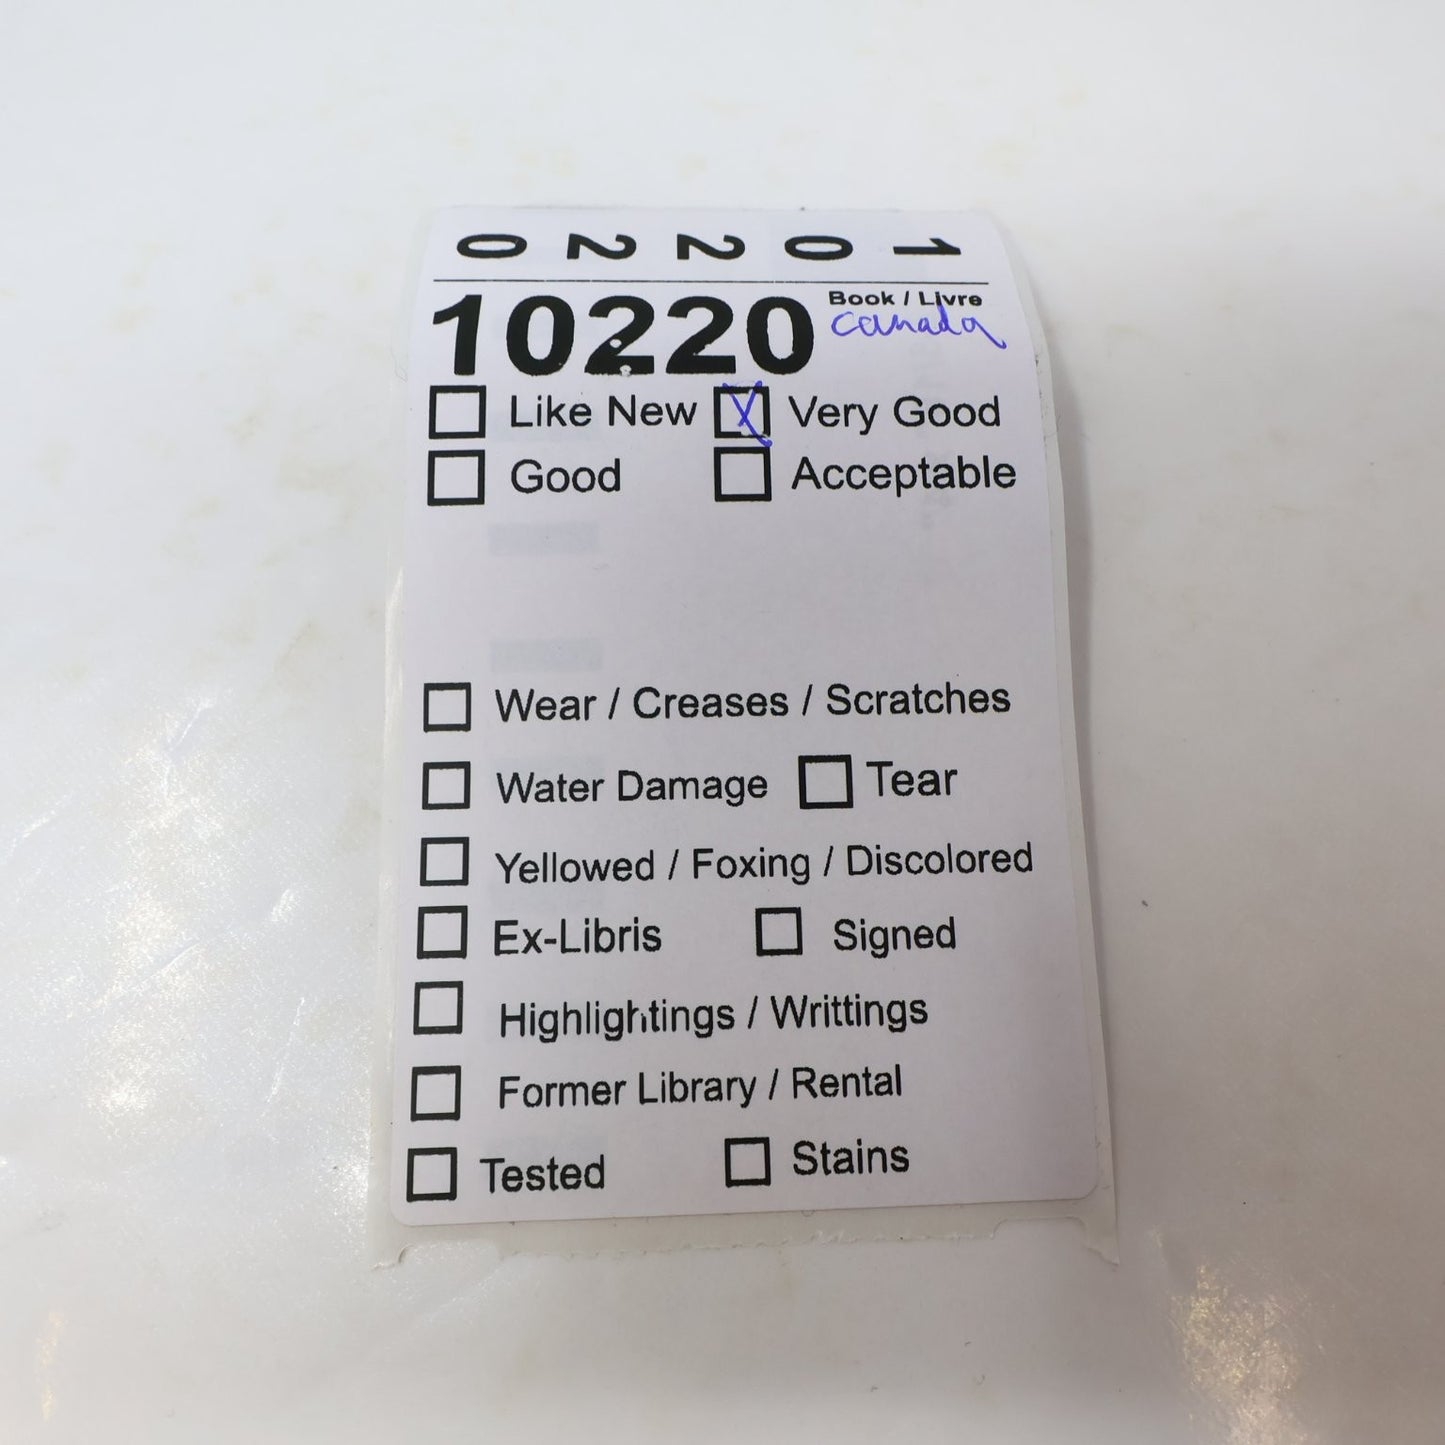 10220
10220 Book / Livre
Canada
Like New Very Good
Good Acceptable
Wear / Creases / Scratches
Water Damage Tear
Yellowed / Foxing / Discolored
Ex-Libris Signed
Highlightings / Writtings
Former Library / Rental
Tested Stains